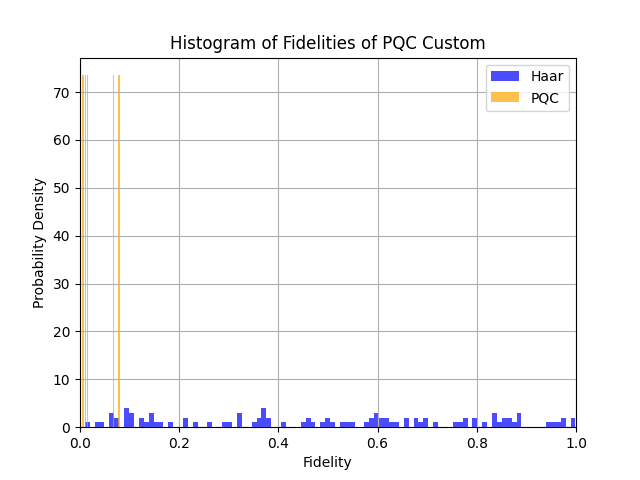 Histogram of Fidelities of PQC Custom
Haar
PQC
Probability Density
70
60
50
40
30
20
10
0
0.0 0.2 0.4 0.6 0.8 1.0
Fidelity